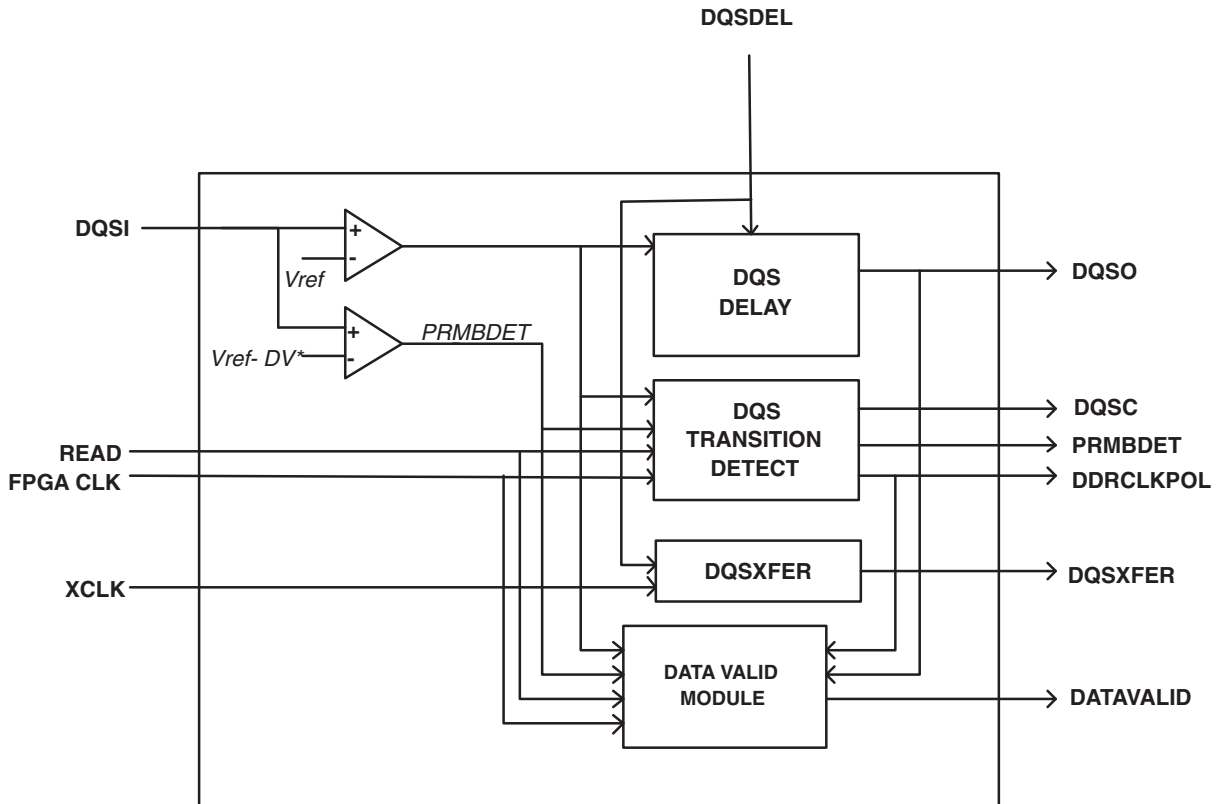 DQSDEL
DQSI
+
-
Vref
DQS
DELAY
DQSO
+
-
Vref- DV*
PRMBDET
DQS
TRANSITION
DETECT
DQSC
PRMBDET
DDRCLKPOL
READ
FPGA CLK
DQSXFER
DQSXFER
XCLK
DATA VALID
MODULE
DATAVALID